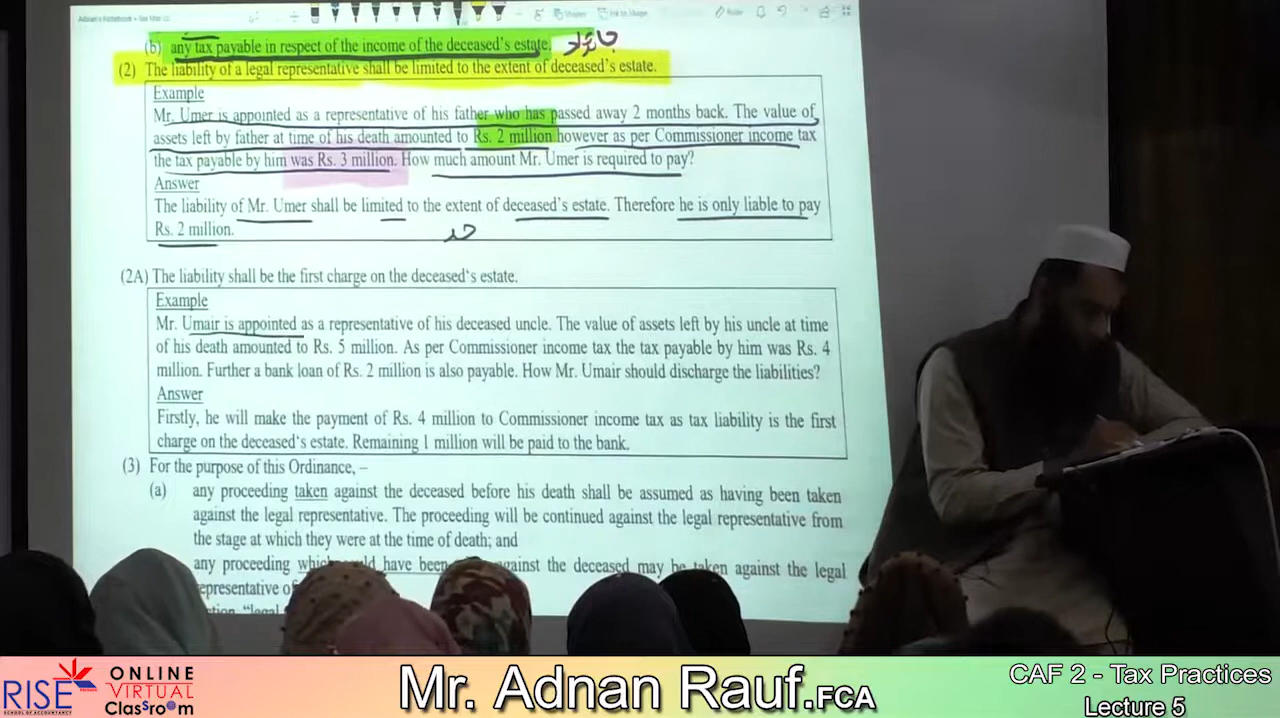 Adnan's Notebook
Shapes
Ink to Shape
Ruler
(b) any tax payable in respect of the income of the deceased's estate. جائیداد
(2) The liability of a legal representative shall be limited to the extent of deceased's estate.
Example
Mr. Umer is appointed as a representative of his father who has passed away 2 months back. The value of
assets left by father at time of his death amounted to Rs. 2 million however as per Commissioner income tax
the tax payable by him was Rs. 3 million. How much amount Mr. Umer is required to pay?
Answer
The liability of Mr. Umer shall be limited to the extent of deceased's estate. Therefore he is only liable to pay
Rs. 2 million.
حد
(2A) The liability shall be the first charge on the deceased's estate.
Example
Mr. Umair is appointed as a representative of his deceased uncle. The value of assets left by his uncle at time
of his death amounted to Rs. 5 million. As per Commissioner income tax the tax payable by him was Rs. 4
million. Further a bank loan of Rs. 2 million is also payable. How Mr. Umair should discharge the liabilities?
Answer
Firstly, he will make the payment of Rs. 4 million to Commissioner income tax as tax liability is the first
charge on the deceased's estate. Remaining 1 million will be paid to the bank.
(3) For the purpose of this Ordinance, –
(a) any proceeding taken against the deceased before his death shall be assumed as having been taken
against the legal representative. The proceeding will be continued against the legal representative from
the stage at which they were at the time of death; and
any proceeding have been against the deceased may be taken against the legal
RISE
SCHOOL OF ACCOUNTANCY
ONLINE
VIRTUAL
Classroom
Mr. Adnan Rauf.FCA
CAF 2 - Tax Practices
Lecture 5